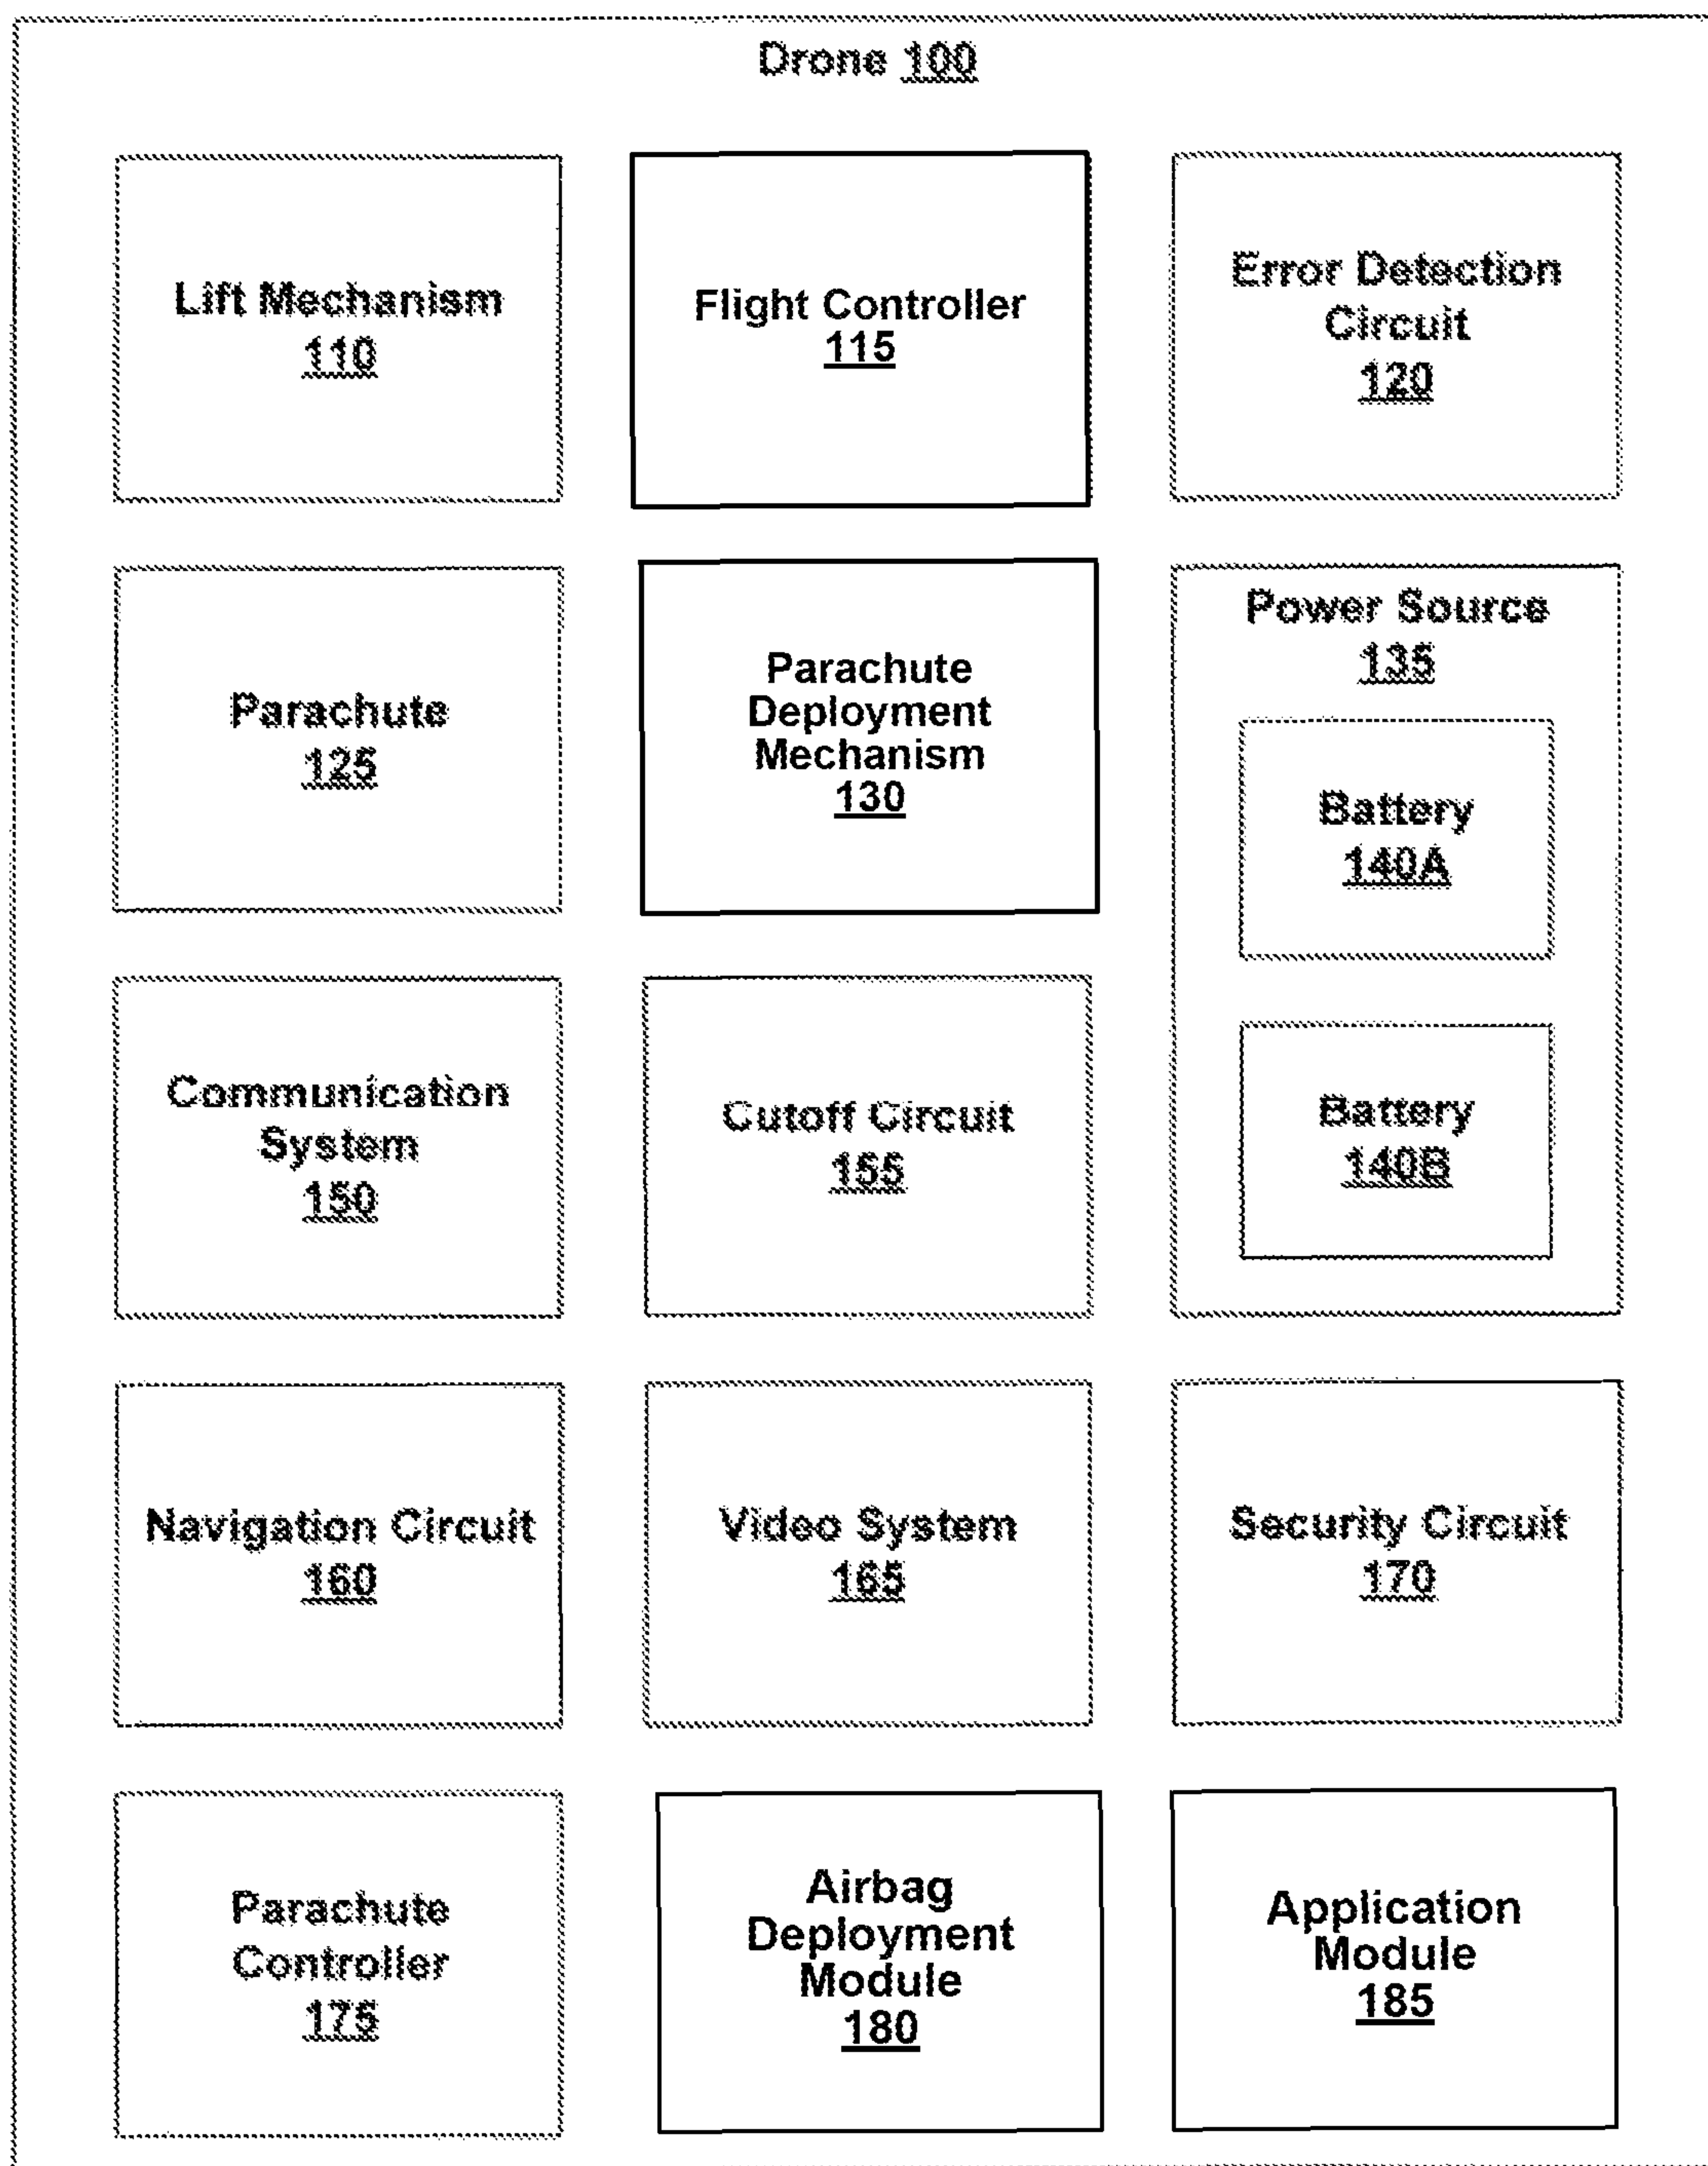 Drone 100
Lift Mechanism
110
Flight Controller
115
Error Detection
Circuit
120
Parachute
125
Parachute
Deployment
Mechanism
130
Power Source
135
Battery
140A
Battery
140B
Communication
System
150
Cutoff Circuit
155
Navigation Circuit
160
Video System
165
Security Circuit
170
Parachute
Controller
175
Airbag
Deployment
Module
180
Application
Module
185